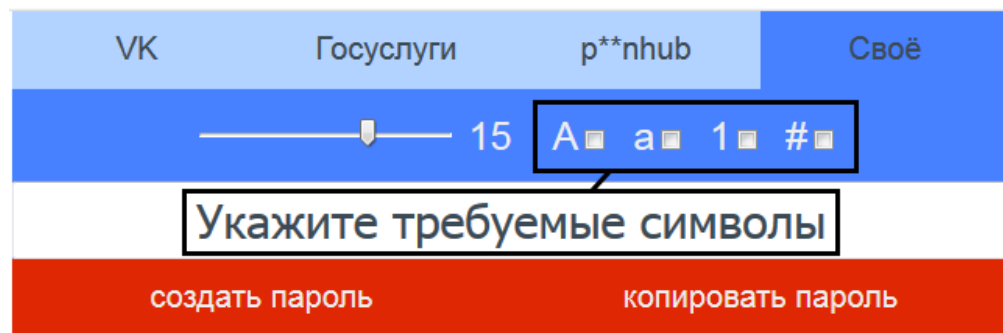 VK Госуслуги p**nhub Своё
15 A a 1 #
Укажите требуемые символы
создать пароль копировать пароль